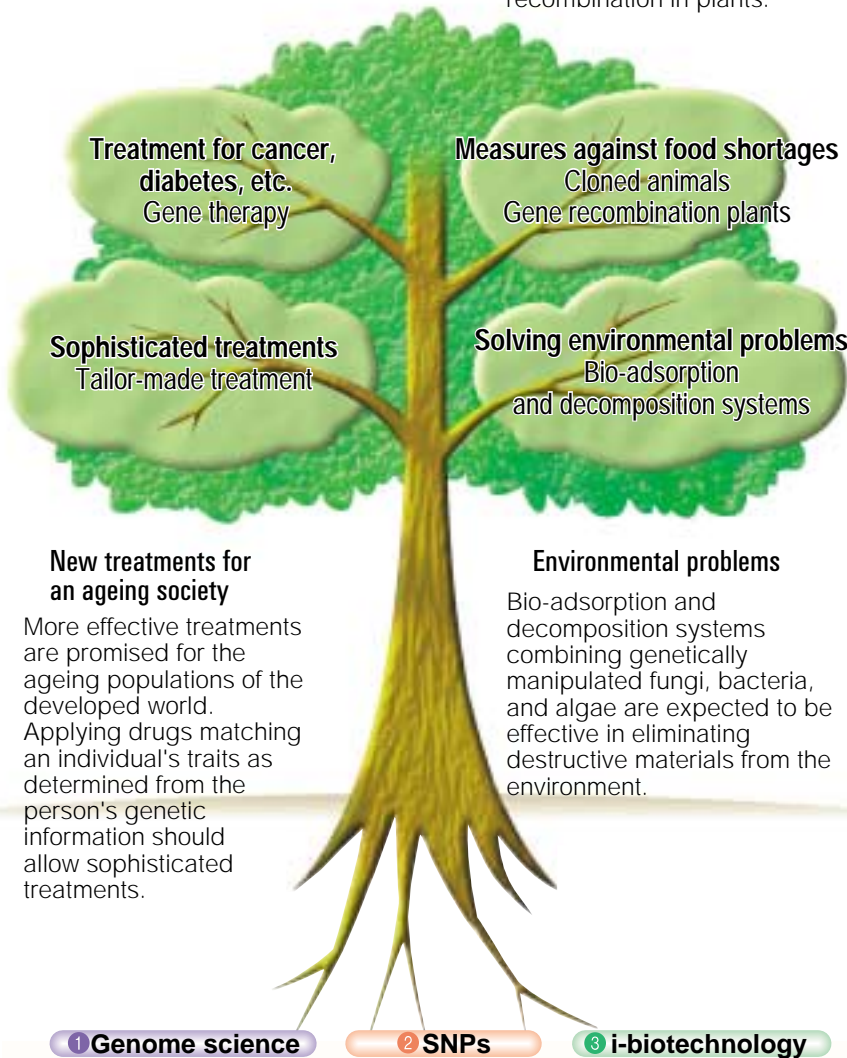 recombination in plants.
Treatment for cancer,
diabetes, etc.
Gene therapy
Measures against food shortages
Cloned animals
Gene recombination plants
Sophisticated treatments
Tailor-made treatment
Solving environmental problems
Bio-adsorption
and decomposition systems
New treatments for
an ageing society
More effective treatments
are promised for the
ageing populations of the
developed world.
Applying drugs matching
an individual's traits as
determined from the
person's genetic
information should
allow sophisticated
treatments.
Environmental problems
Bio-adsorption and
decomposition systems
combining genetically
manipulated fungi, bacteria,
and algae are expected to be
effective in eliminating
destructive materials from the
environment.
1 Genome science
2 SNPs
3 i-biotechnology